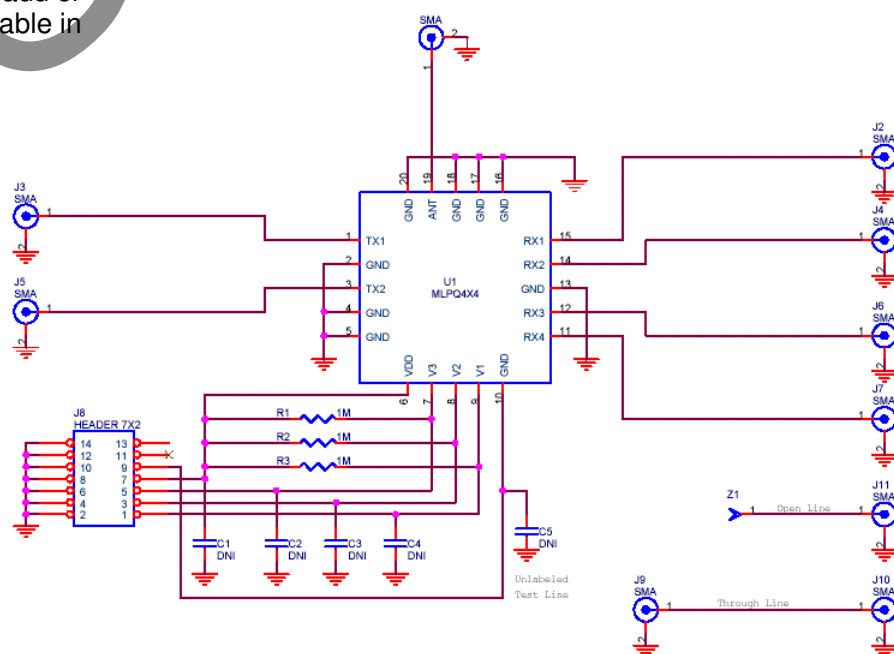 able in
SMA
2
1
20
19
18
17
16
GND
ANT
GND
GND
GND
J3
SMA
1
2
J5
SMA
1
2
1
TX1
2
GND
3
TX2
4
GND
5
GND
U1
MLPQ4X4
RX1
15
RX2
14
GND
13
RX3
12
RX4
11
VDD
V3
V2
V1
GND
6
7
8
9
10
J2
SMA
1
2
J4
SMA
1
2
J6
SMA
1
2
J7
SMA
1
2
R1
1M
R2
1M
R3
1M
J8
HEADER 7X2
14 13
12 11
10 9
8 7
6 5
4 3
2 1
C1
DNI
C2
DNI
C3
DNI
C4
DNI
C5
DNI
Unlabeled
Test Line
Z1
1
Open Line
1
J11
SMA
2
J9
SMA
1
2
Through Line
1
J10
SMA
2